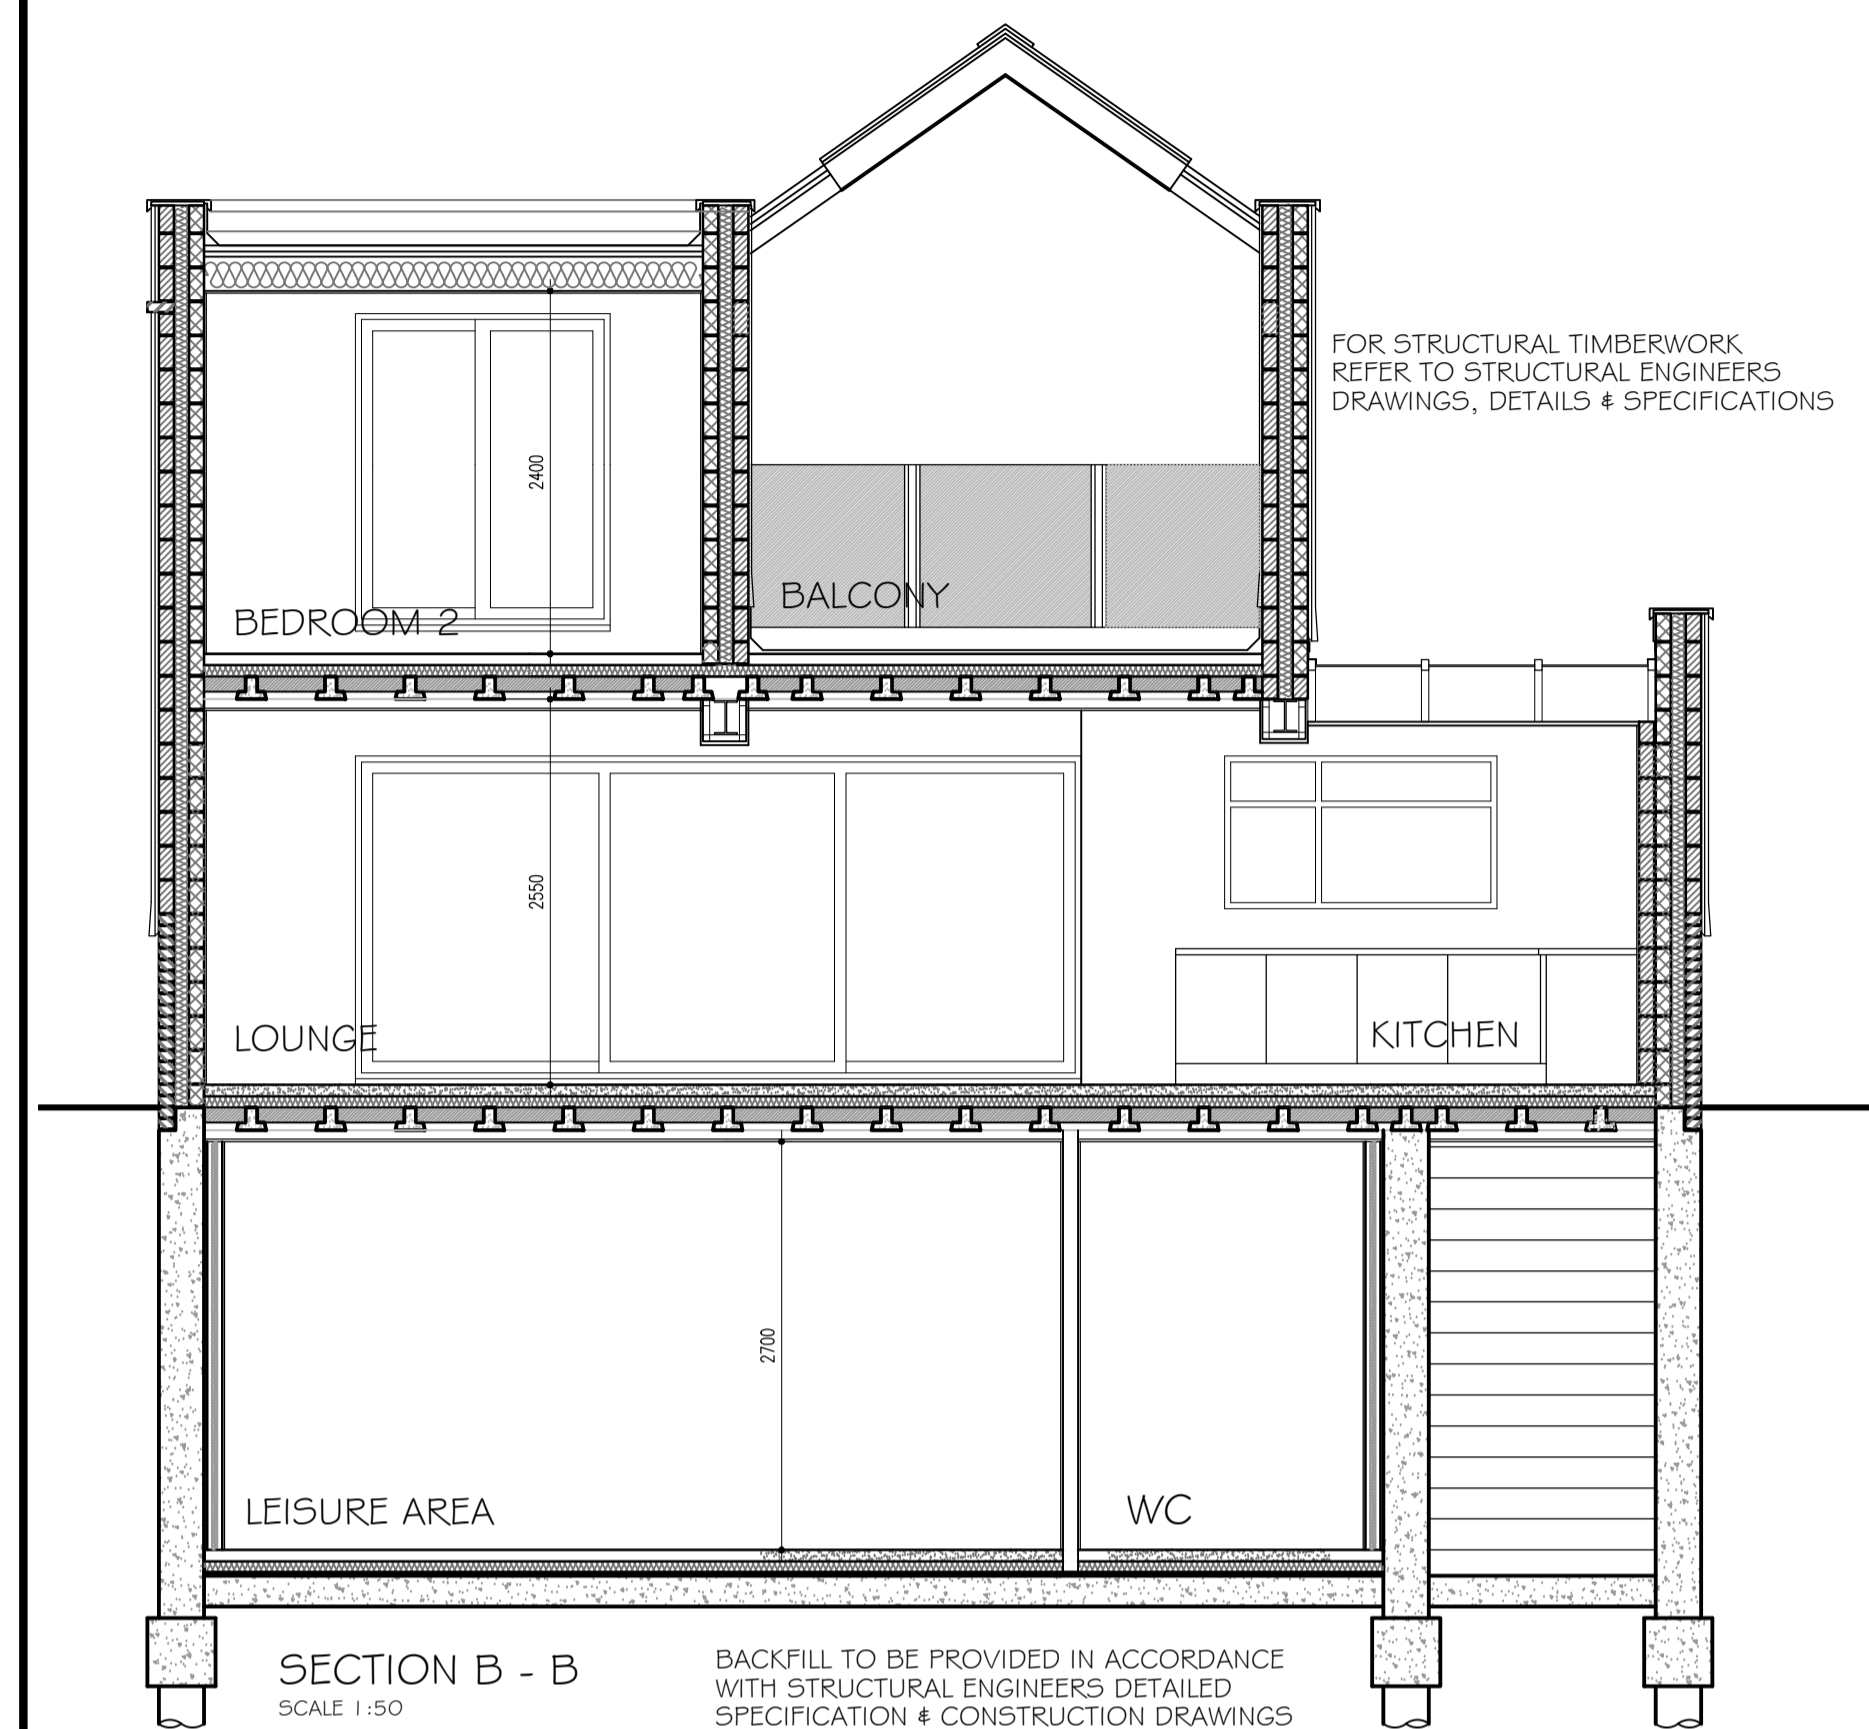 FOR STRUCTURAL TIMBERWORK
REFER TO STRUCTURAL ENGINEERS
DRAWINGS, DETAILS & SPECIFICATIONS
2400
BEDROOM 2
BALCONY
2550
LOUNGE
KITCHEN
2700
LEISURE AREA
WC
SECTION B - B
SCALE 1:50
BACKFILL TO BE PROVIDED IN ACCORDANCE
WITH STRUCTURAL ENGINEERS DETAILED
SPECIFICATION & CONSTRUCTION DRAWINGS